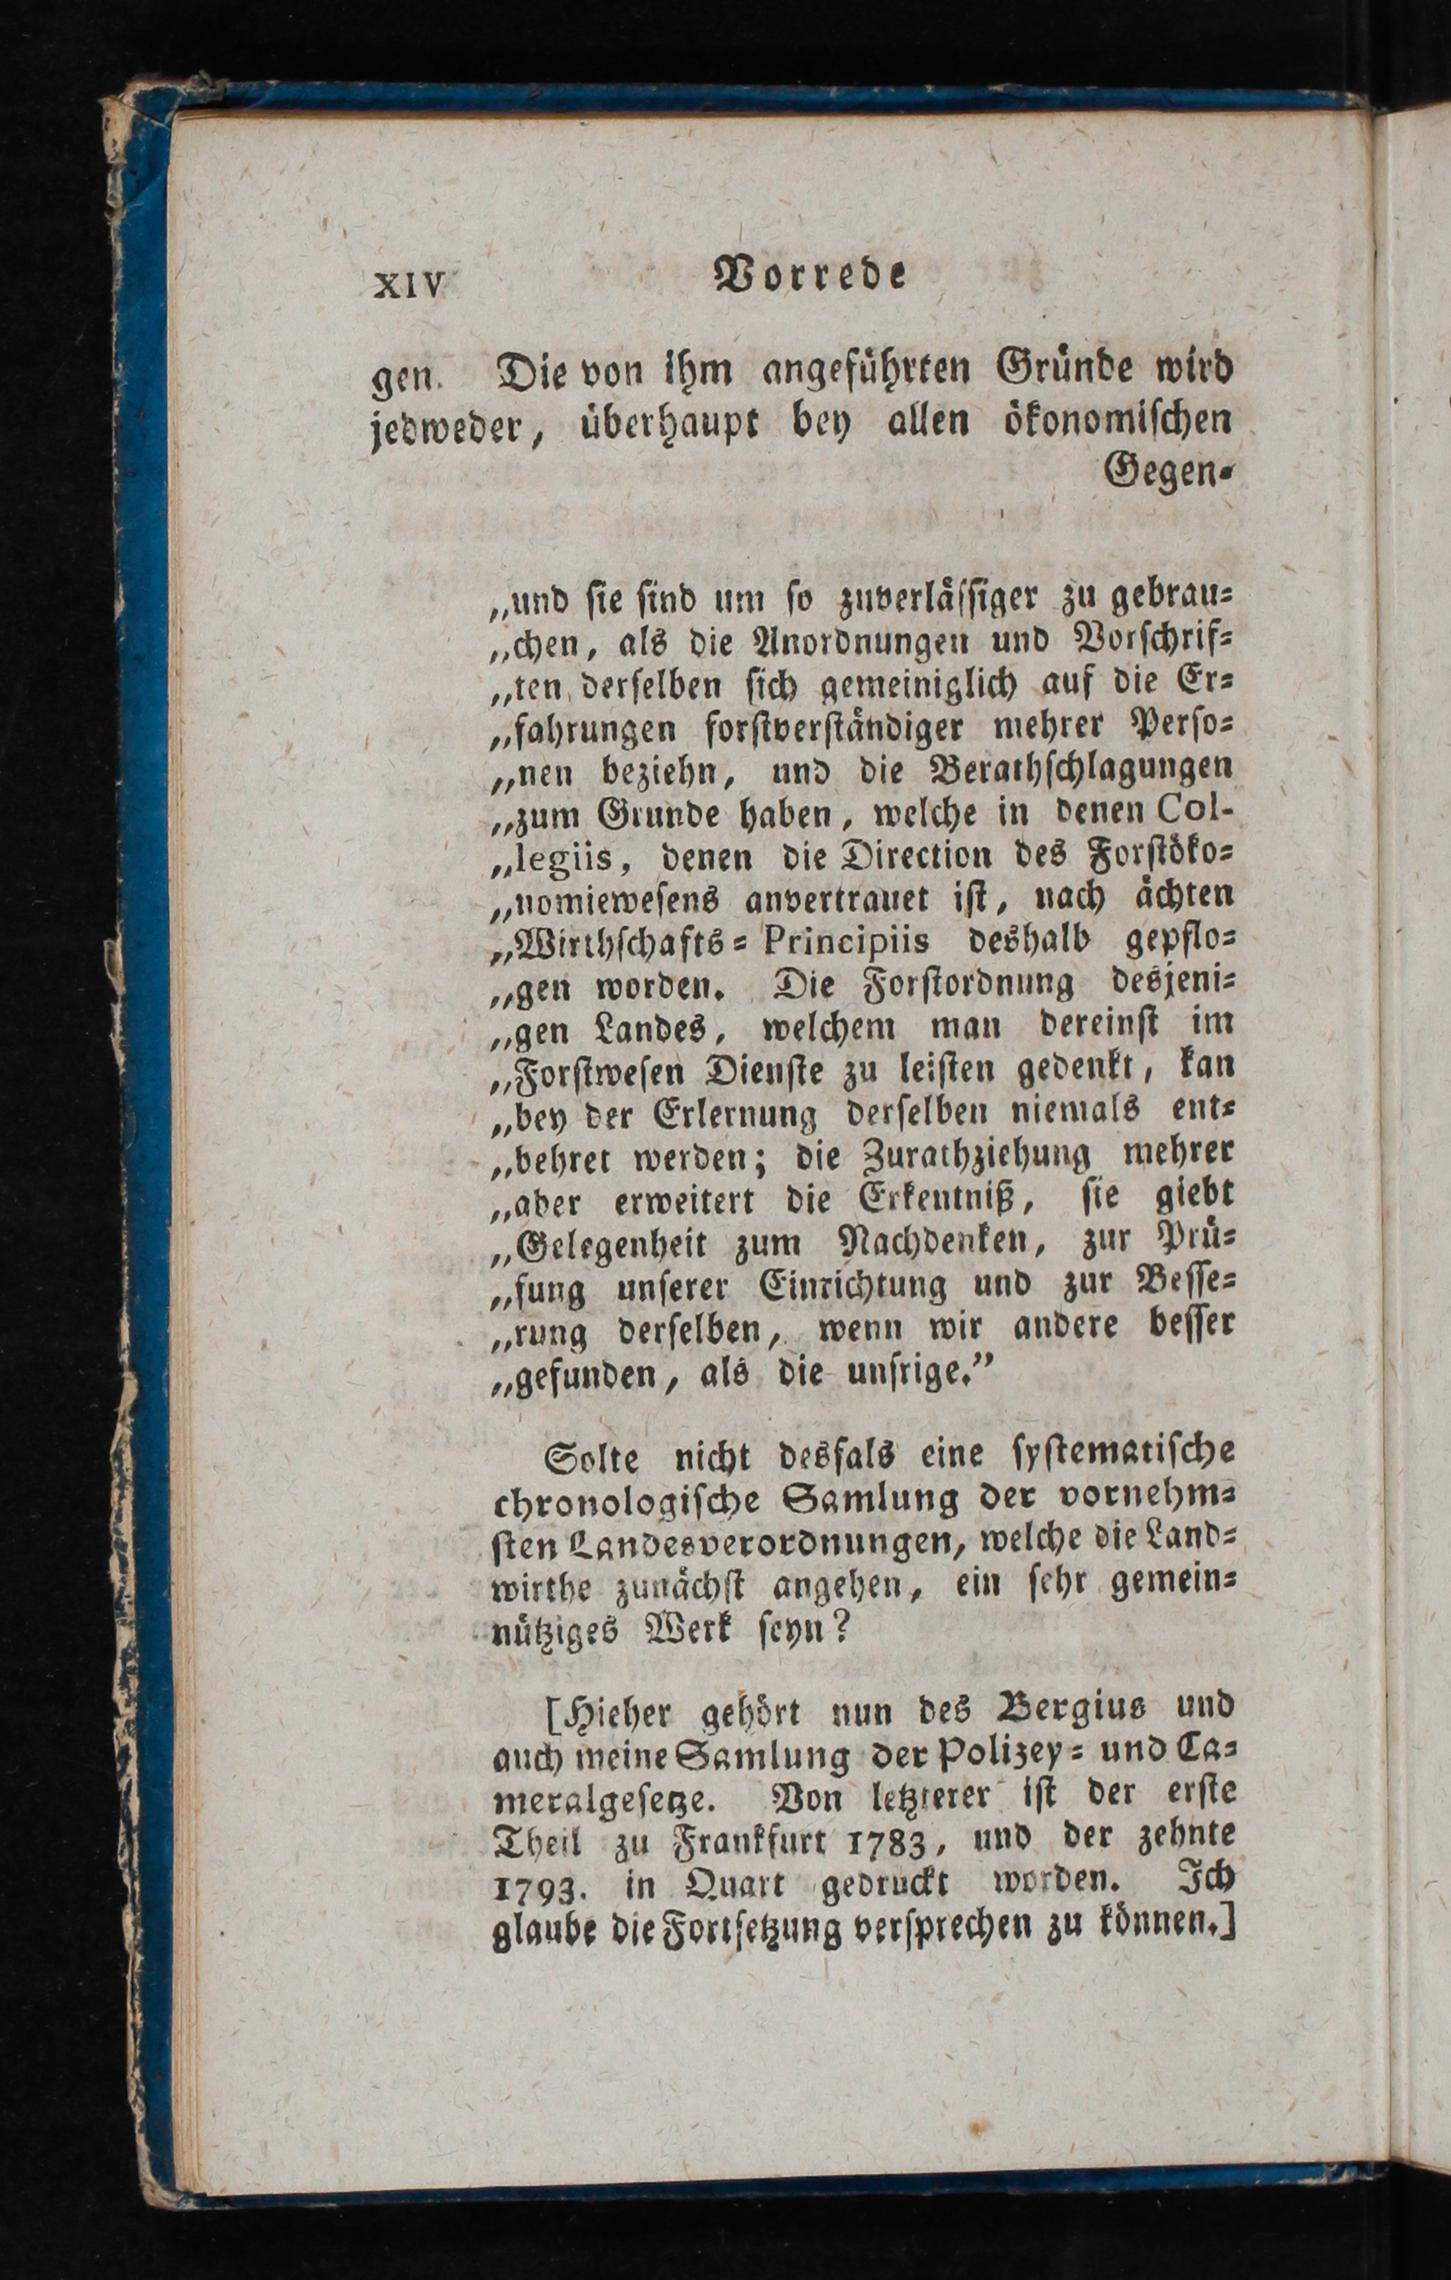 XIV Vorrede
gen. Die von ihm angeführten Gründe wird
jedweder, überhaupt bey allen ökonomiſchen
Gegen⸗
„und ſie ſind um ſo zuverläſſiger zu gebrau⸗
„chen, als die Anordnungen und Vorſchrif⸗
„ten derſelben ſich gemeiniglich auf die Er⸗
„fahrungen forſtverſtändiger mehrer Perſo⸗
„nen beziehn, und die Berathſchlagungen
„zum Grunde haben, welche in denen Col-
„legiis, denen die Direction des Forſtöko⸗
„nomieweſens anvertrauet iſt, nach ächten
„Wirthſchafts⸗Principiis deshalb gepflo⸗
„gen worden. Die Forſtordnung desjeni⸗
„gen Landes, welchem man dereinſt im
„Forſtweſen Dienſte zu leiſten gedenkt, kan
„bey der Erlernung derſelben niemals ent⸗
„behret werden; die Zurathziehung mehrer
„aber erweitert die Erkentniß, ſie giebt
„Gelegenheit zum Nachdenken, zur Prü⸗
„fung unſerer Einrichtung und zur Beſſe⸗
„rung derſelben, wenn wir andere beſſer
„gefunden, als die unſrige.”
Solte nicht desfals eine ſyſtematiſche
chronologiſche Samlung der vornehm⸗
ſten Landesverordnungen, welche die Land⸗
wirthe zunächſt angehen, ein ſehr gemein⸗
nütziges Werk ſeyn?
[Hieher gehört nun des Bergius und
auch meine Samlung der Polizey⸗ und Ca⸗
meralgeſetze. Von letzterer iſt der erſte
Theil zu Frankfurt 1783, und der zehnte
1793. in Quart gedruckt worden. Ich
glaube die Fortſetzung verſprechen zu können.]